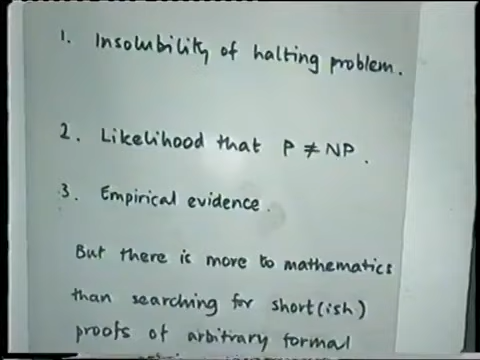 1. Insolubility of halting problem.
2. Likelihood that P ≠ NP.
3. Empirical evidence.
But there is more to mathematics
than searching for short(ish)
proofs of arbitrary formal